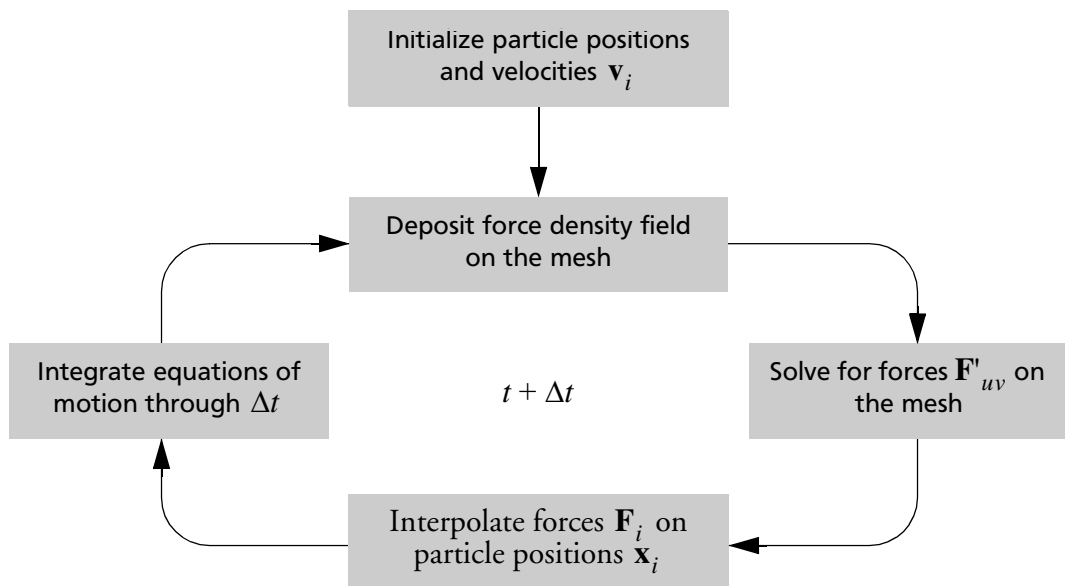 Initialize particle positions
and velocities v_i
Deposit force density field
on the mesh
Integrate equations of
motion through Δt
t + Δt
Solve for forces F'_uv on
the mesh
Interpolate forces F_i on
particle positions x_i